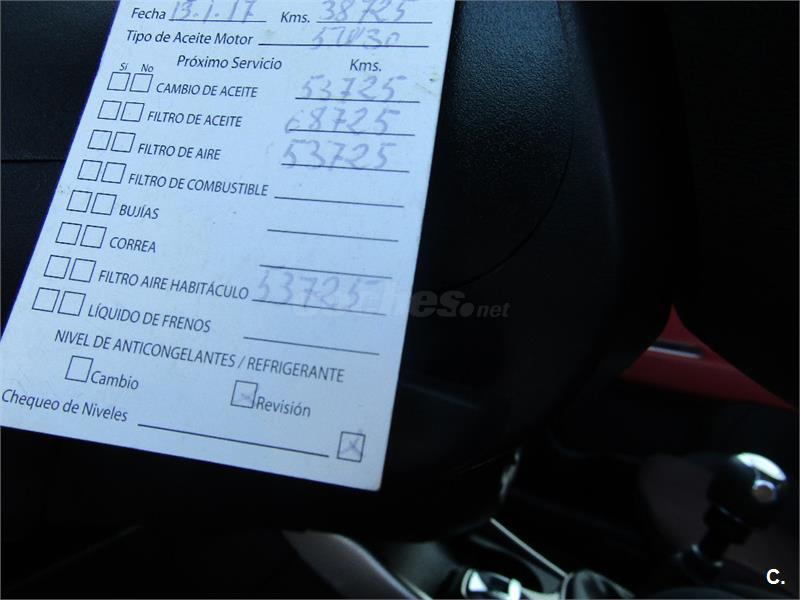 Fecha 13.1.17 Kms. 38725
Tipo de Aceite Motor 5W30
Próximo Servicio Kms.
Si No
CAMBIO DE ACEITE 53725
FILTRO DE ACEITE 68725
FILTRO DE AIRE 53725
FILTRO DE COMBUSTIBLE
BUJÍAS
CORREA
FILTRO AIRE HABITÁCULO 53725
LÍQUIDO DE FRENOS
NIVEL DE ANTICONGELANTES / REFRIGERANTE
Cambio Revisión
Chequeo de Niveles
coches.net
C.